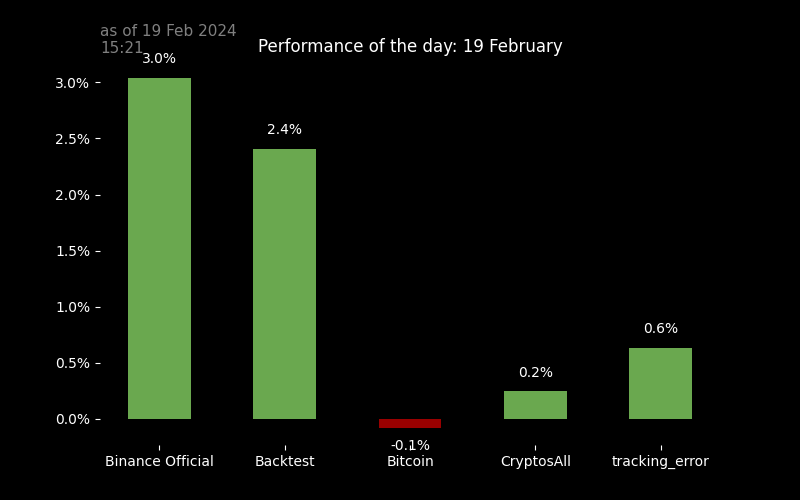 as of 19 Feb 2024
15:21
Performance of the day: 19 February
3.0%
2.5%
2.0%
1.5%
1.0%
0.5%
0.0%
3.0%
2.4%
-0.1%
0.2%
0.6%
Binance Official
Backtest
Bitcoin
CryptosAll
tracking_error